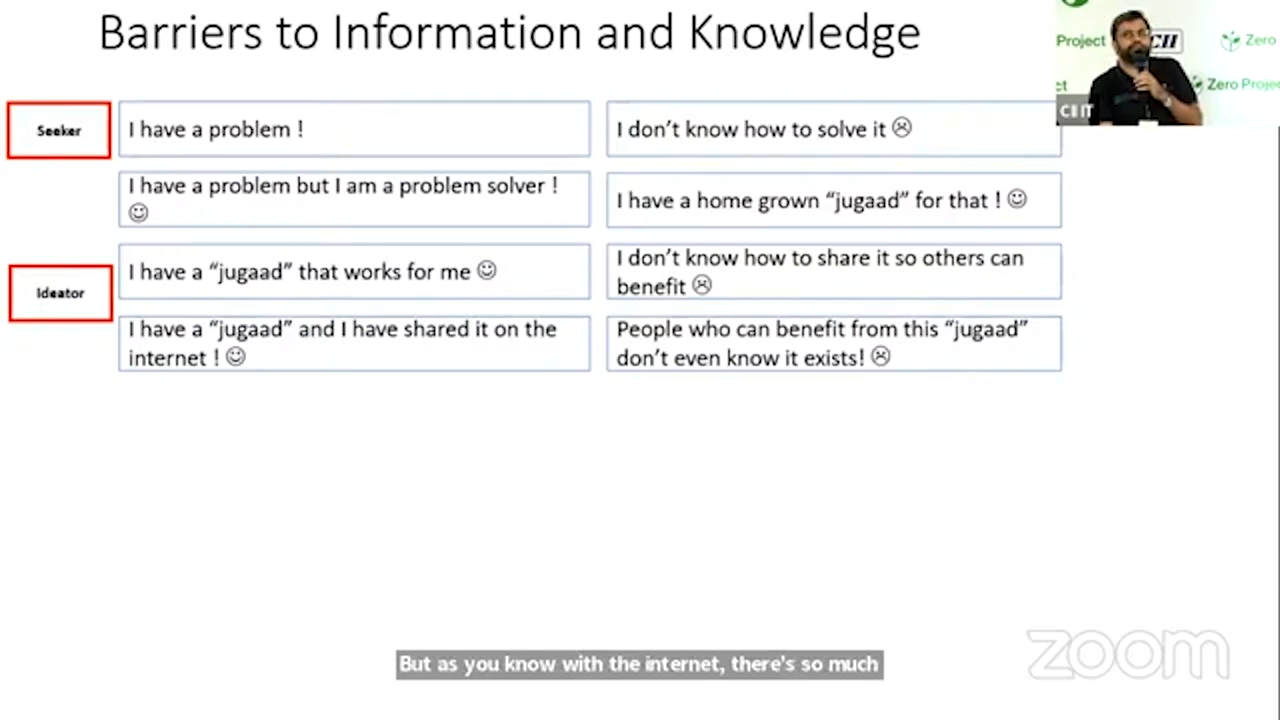 Barriers to Information and Knowledge
Project
CII
Zero
ct
Zero Projec
CII IT
Seeker
I have a problem !
I don’t know how to solve it ☹
I have a problem but I am a problem solver !
☺
I have a home grown “jugaad” for that ! ☺
Ideator
I have a “jugaad” that works for me ☺
I don’t know how to share it so others can
benefit ☹
I have a “jugaad” and I have shared it on the
internet ! ☺
People who can benefit from this “jugaad”
don’t even know it exists! ☹
But as you know with the internet, there's so much
zoom